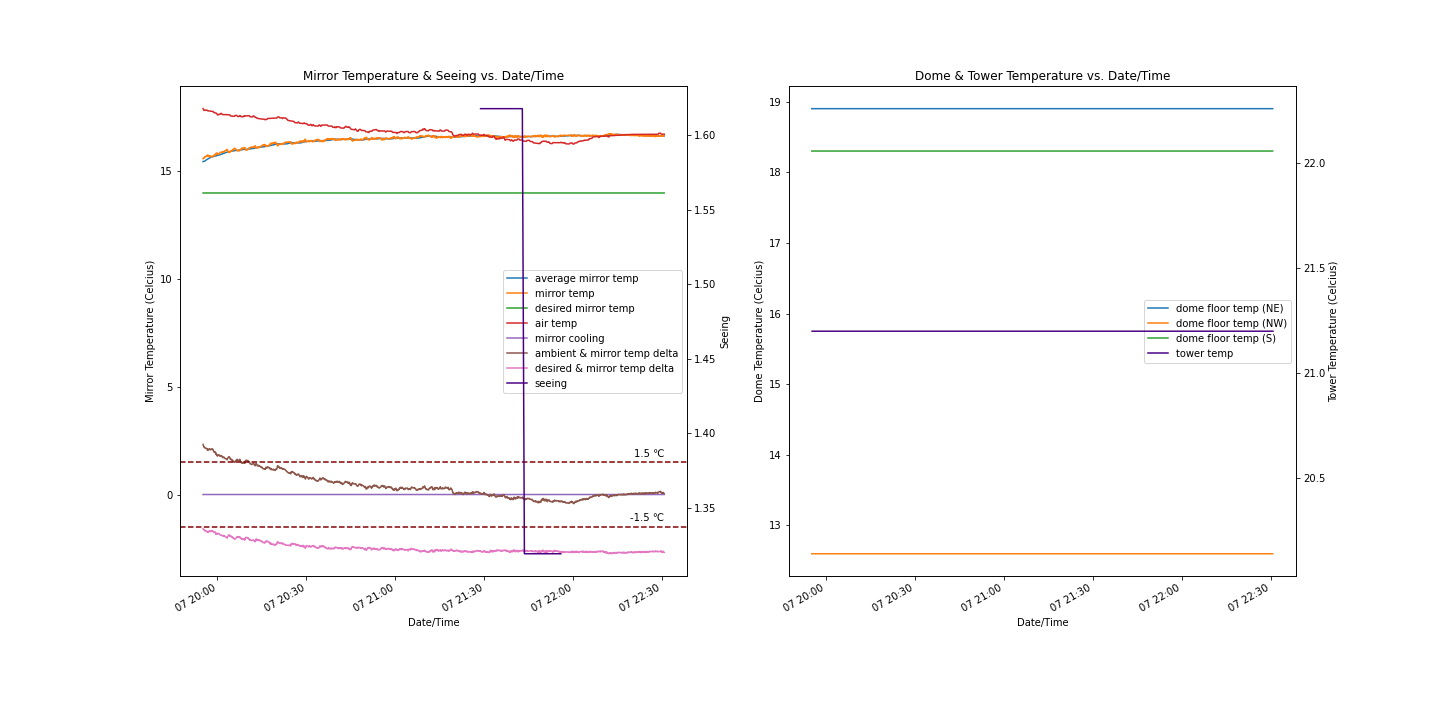 Mirror Temperature & Seeing vs. Date/Time
Mirror Temperature (Celcius)
15
10
5
0
1.60
1.55
1.50
1.45
1.40
1.35
Seeing
average mirror temp
mirror temp
desired mirror temp
air temp
mirror cooling
ambient & mirror temp delta
desired & mirror temp delta
seeing
1.5 °C
-1.5 °C
07 20:00
07 20:30
07 21:00
07 21:30
07 22:00
07 22:30
Date/Time
Dome & Tower Temperature vs. Date/Time
Dome Temperature (Celcius)
19
18
17
16
15
14
13
22.0
21.5
21.0
20.5
Tower Temperature (Celcius)
dome floor temp (NE)
dome floor temp (NW)
dome floor temp (S)
tower temp
07 20:00
07 20:30
07 21:00
07 21:30
07 22:00
07 22:30
Date/Time